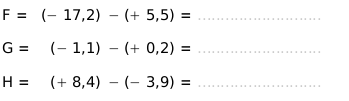 F = (− 17,2) − (+ 5,5) = ............................
G = (− 1,1) − (+ 0,2) = ............................
H = (+ 8,4) − (− 3,9) = ............................